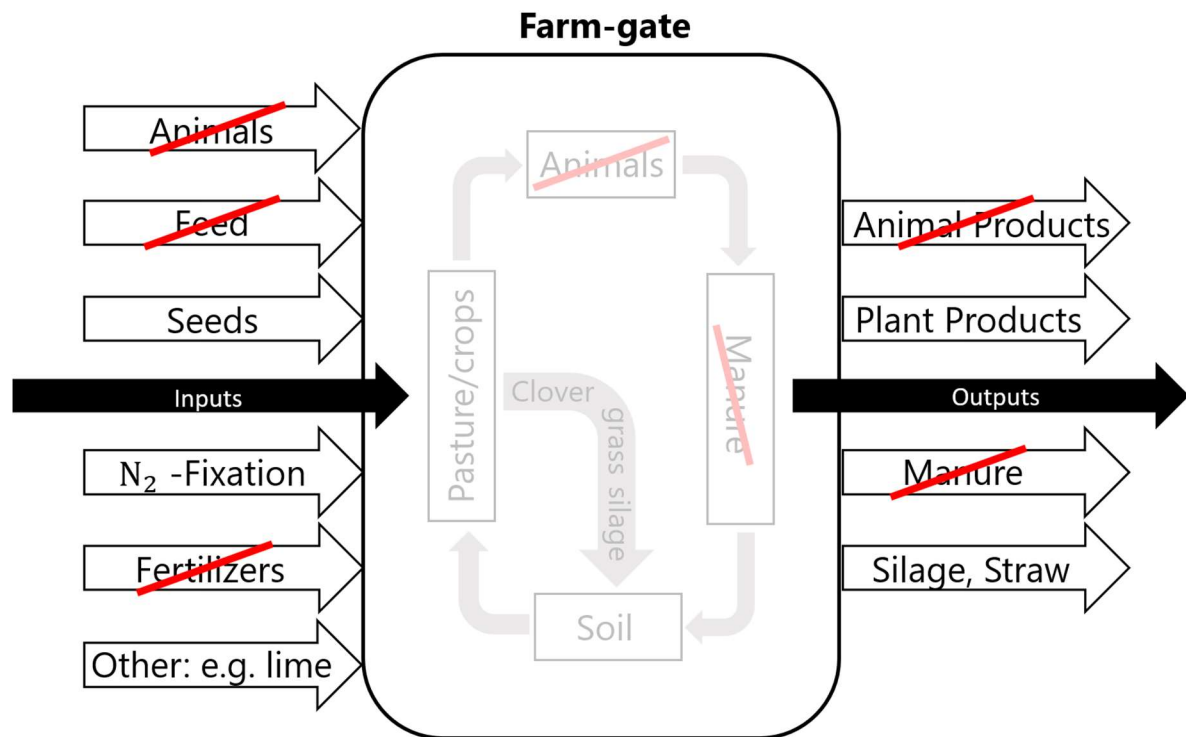 Farm-gate
Animals
Feed
Seeds
Inputs
N₂ -Fixation
Fertilizers
Other: e.g. lime
Animals
Pasture/crops
Clover
grass silage
Manure
Soil
Animal Products
Plant Products
Outputs
Manure
Silage, Straw